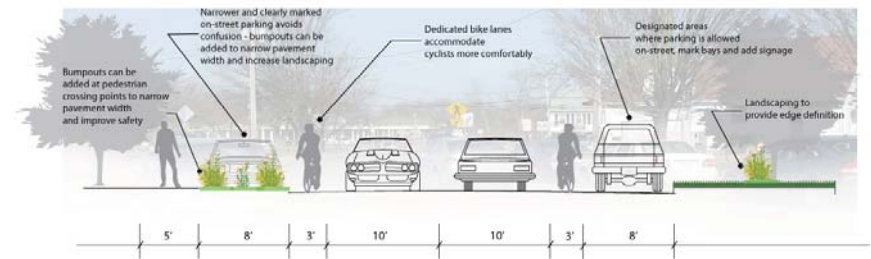 Narrower and clearly marked
on-street parking avoids
confusion - bumpouts can be
added to narrow pavement
width and increase landscaping
Dedicated bike lanes
accommodate
cyclists more comfortably
Designated areas
where parking is allowed
on-street, mark bays and add signage
Bumpouts can be
added at pedestrian
crossing points to narrow
pavement width
and improve safety
Landscaping to
provide edge definition
5' 8' 3' 10' 10' 3' 8'